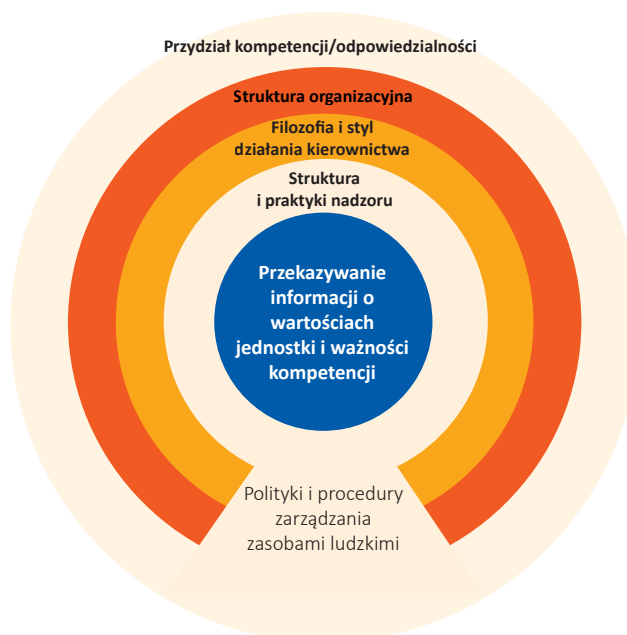 Przydział kompetencji/odpowiedzialności
Struktura organizacyjna
Filozofia i styl
działania kierownictwa
Struktura
i praktyki nadzoru
Przekazywanie
informacji o
wartościach
jednostki i ważności
kompetencji
Polityki i procedury
zarządzania
zasobami ludzkimi